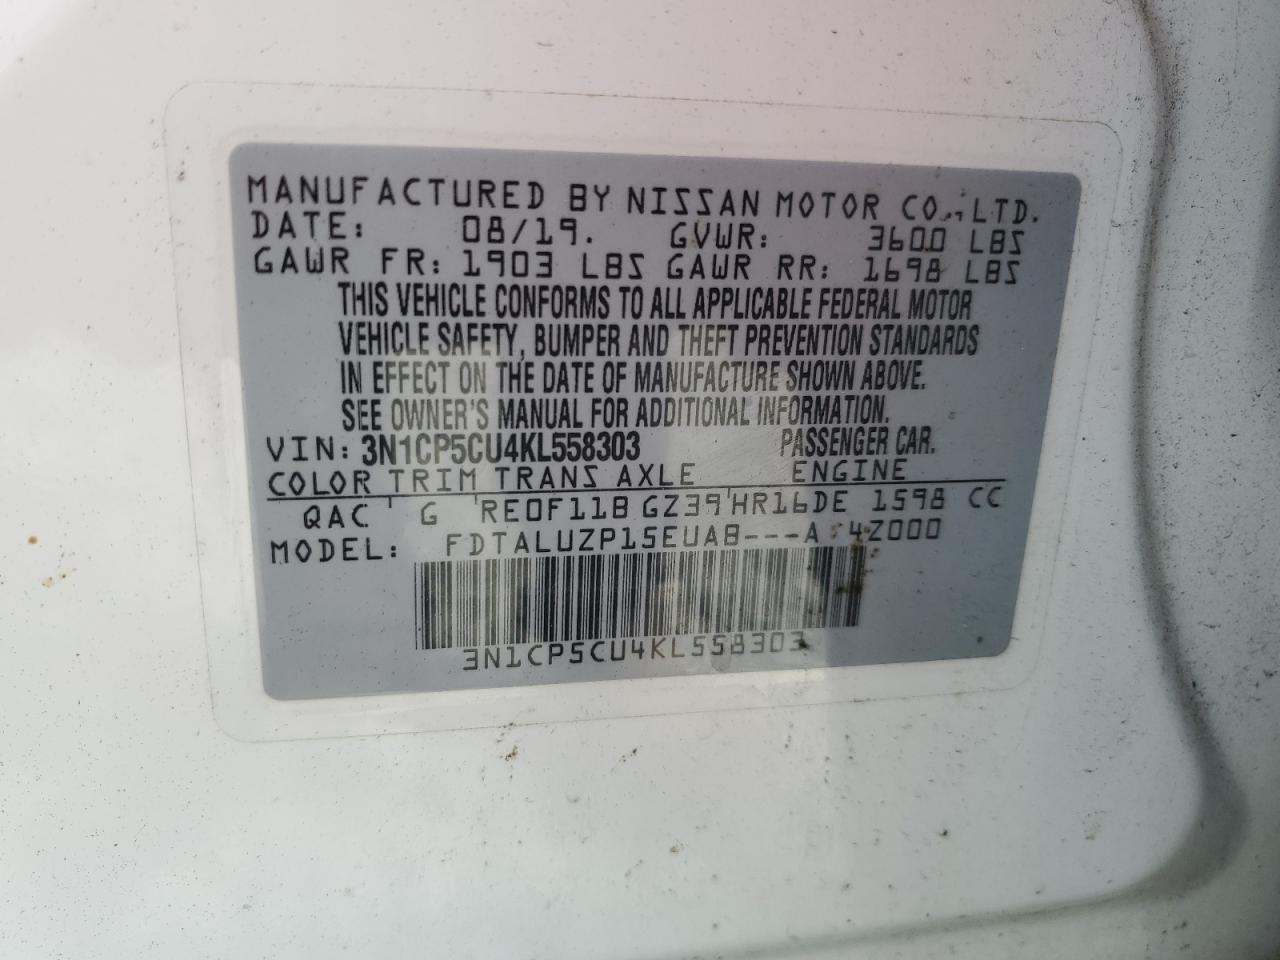 MANUFACTURED BY NISSAN MOTOR CO., LTD.
DATE: 08/19. GVWR: 3600 LBS
GAWR FR: 1903 LBS GAWR RR: 1698 LBS
THIS VEHICLE CONFORMS TO ALL APPLICABLE FEDERAL MOTOR
VEHICLE SAFETY, BUMPER AND THEFT PREVENTION STANDARDS
IN EFFECT ON THE DATE OF MANUFACTURE SHOWN ABOVE.
SEE OWNER'S MANUAL FOR ADDITIONAL INFORMATION.
VIN: 3N1CP5CU4KL558303 PASSENGER CAR.
COLOR TRIM TRANS AXLE ENGINE
QAC G RE0F11B GZ39 HR16DE 1598 CC
MODEL: FDTALUZP15EUAB---A 4Z000
3N1CP5CU4KL558303